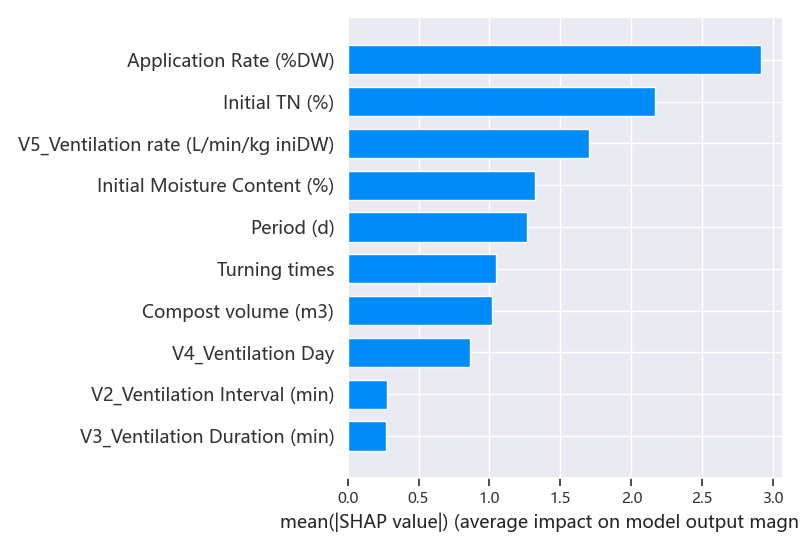 Application Rate (%DW)
Initial TN (%)
V5_Ventilation rate (L/min/kg iniDW)
Initial Moisture Content (%)
Period (d)
Turning times
Compost volume (m3)
V4_Ventilation Day
V2_Ventilation Interval (min)
V3_Ventilation Duration (min)
0.0 0.5 1.0 1.5 2.0 2.5 3.0
mean(|SHAP value|) (average impact on model output magn